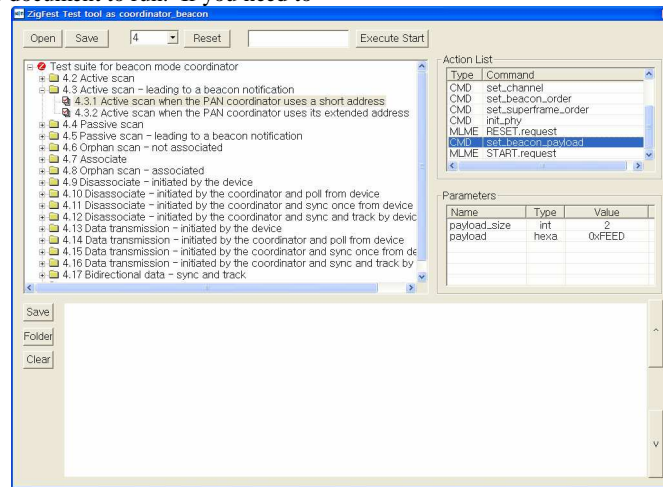 document to run. If you need to
ZigFest Test tool as coordinator_beacon
Open Save 4 Reset Execute Start
Test suite for beacon mode coordinator
4.2 Active scan
4.3 Active scan - leading to a beacon notification
4.3.1 Active scan when the PAN coordinator uses a short address
4.3.2 Active scan when the PAN coordinator uses its extended address
4.4 Passive scan
4.5 Passive scan - leading to a beacon notification
4.6 Orphan scan - not associated
4.7 Associate
4.8 Orphan scan - associated
4.9 Disassociate - initiated by the device
4.10 Disassociate - initiated by the coordinator and poll from device
4.11 Disassociate - initiated by the coordinator and sync once from device
4.12 Disassociate - initiated by the coordinator and sync and track by devic
4.13 Data transmission - initiated by the device
4.14 Data transmission - initiated by the coordinator and poll from device
4.15 Data transmission - initiated by the coordinator and sync once from de
4.16 Data transmission - initiated by the coordinator and sync and track by
4.17 Bidirectional data - sync and track
Action List
Type Command
CMD set_channel
CMD set_beacon_order
CMD set_superframe_order
CMD init_phy
MLME RESET.request
CMD set_beacon_payload
MLME START.request
Parameters
Name Type Value
payload_size int 2
payload hexa 0xFEED
Save
Folder
Clear
^
v